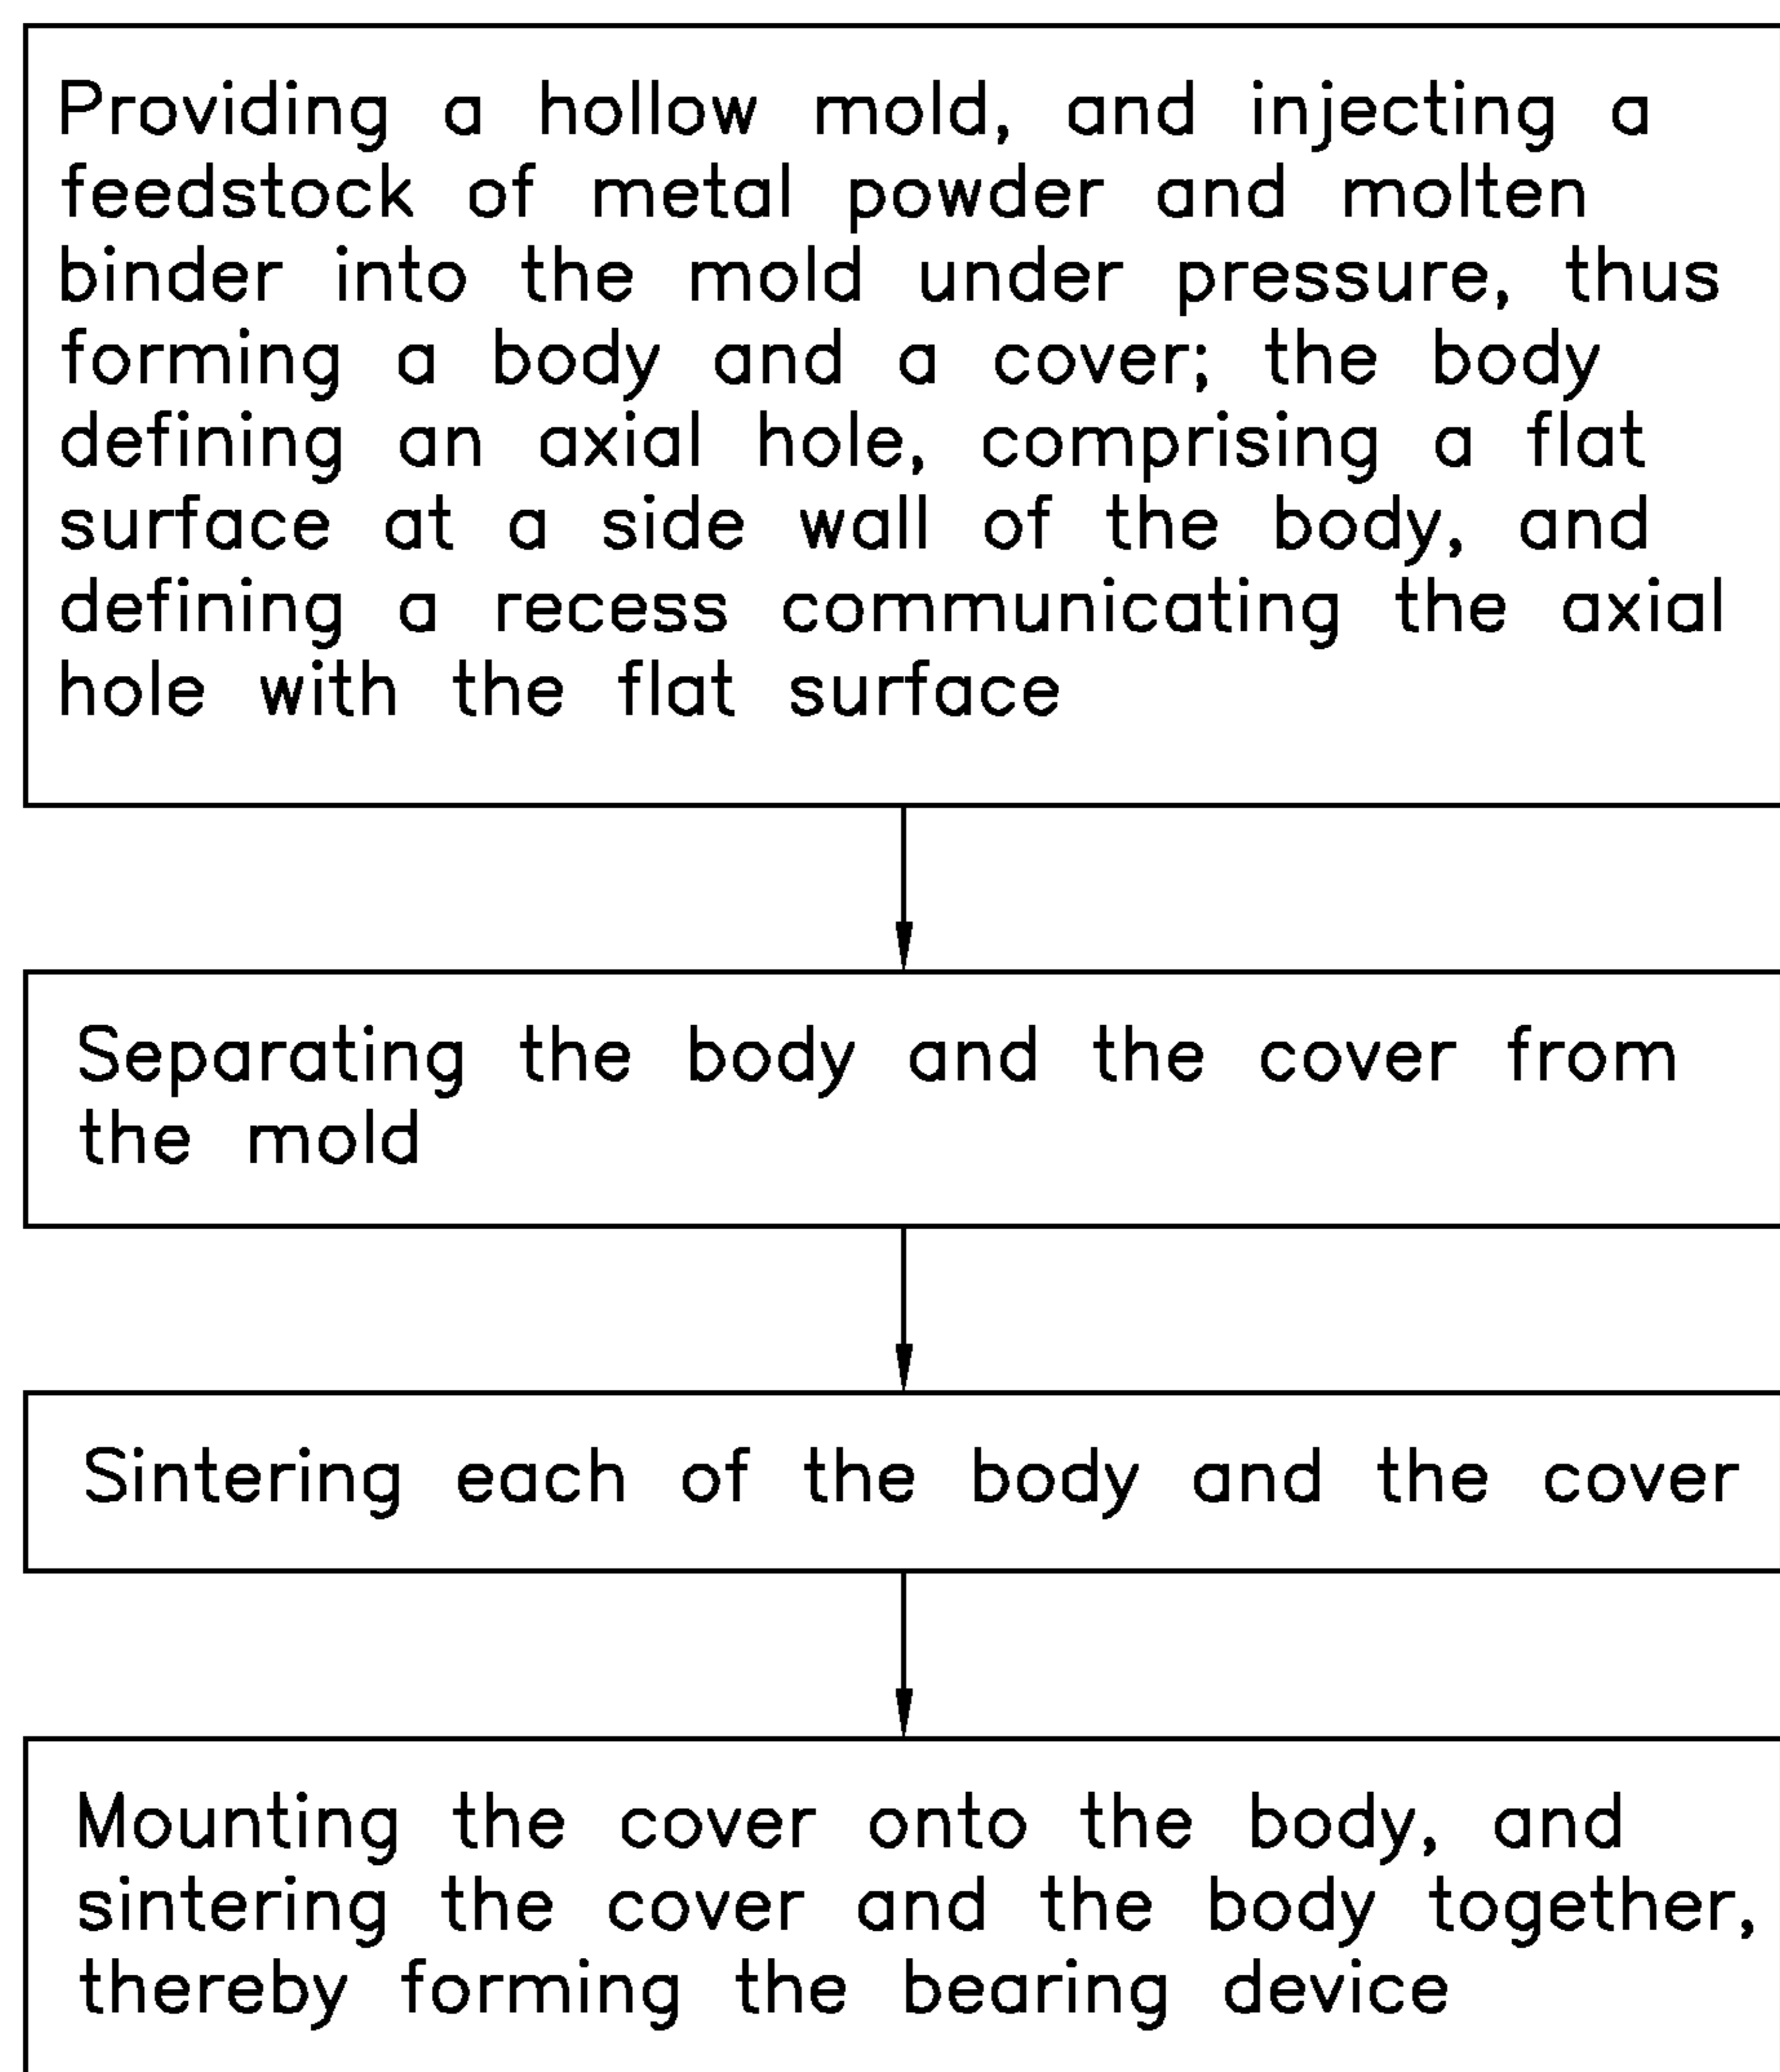 Providing a hollow mold, and injecting a
feedstock of metal powder and molten
binder into the mold under pressure, thus
forming a body and a cover; the body
defining an axial hole, comprising a flat
surface at a side wall of the body, and
defining a recess communicating the axial
hole with the flat surface
Separating the body and the cover from
the mold
Sintering each of the body and the cover
Mounting the cover onto the body, and
sintering the cover and the body together,
thereby forming the bearing device